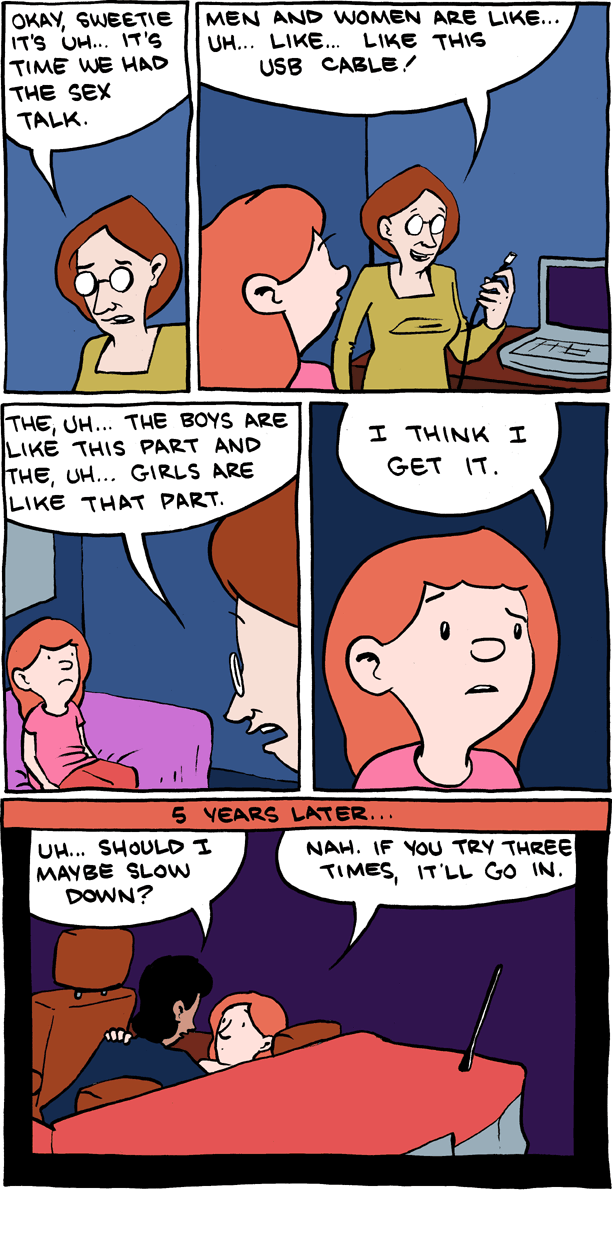 OKAY, SWEETIE
IT'S UH... IT'S
TIME WE HAD
THE SEX
TALK.
MEN AND WOMEN ARE LIKE...
UH... LIKE... LIKE THIS
USB CABLE!
THE, UH... THE BOYS ARE
LIKE THIS PART AND
THE, UH... GIRLS ARE
LIKE THAT PART.
I THINK I
GET IT.
5 YEARS LATER...
UH... SHOULD I
MAYBE SLOW
DOWN?
NAH. IF YOU TRY THREE
TIMES, IT'LL GO IN.